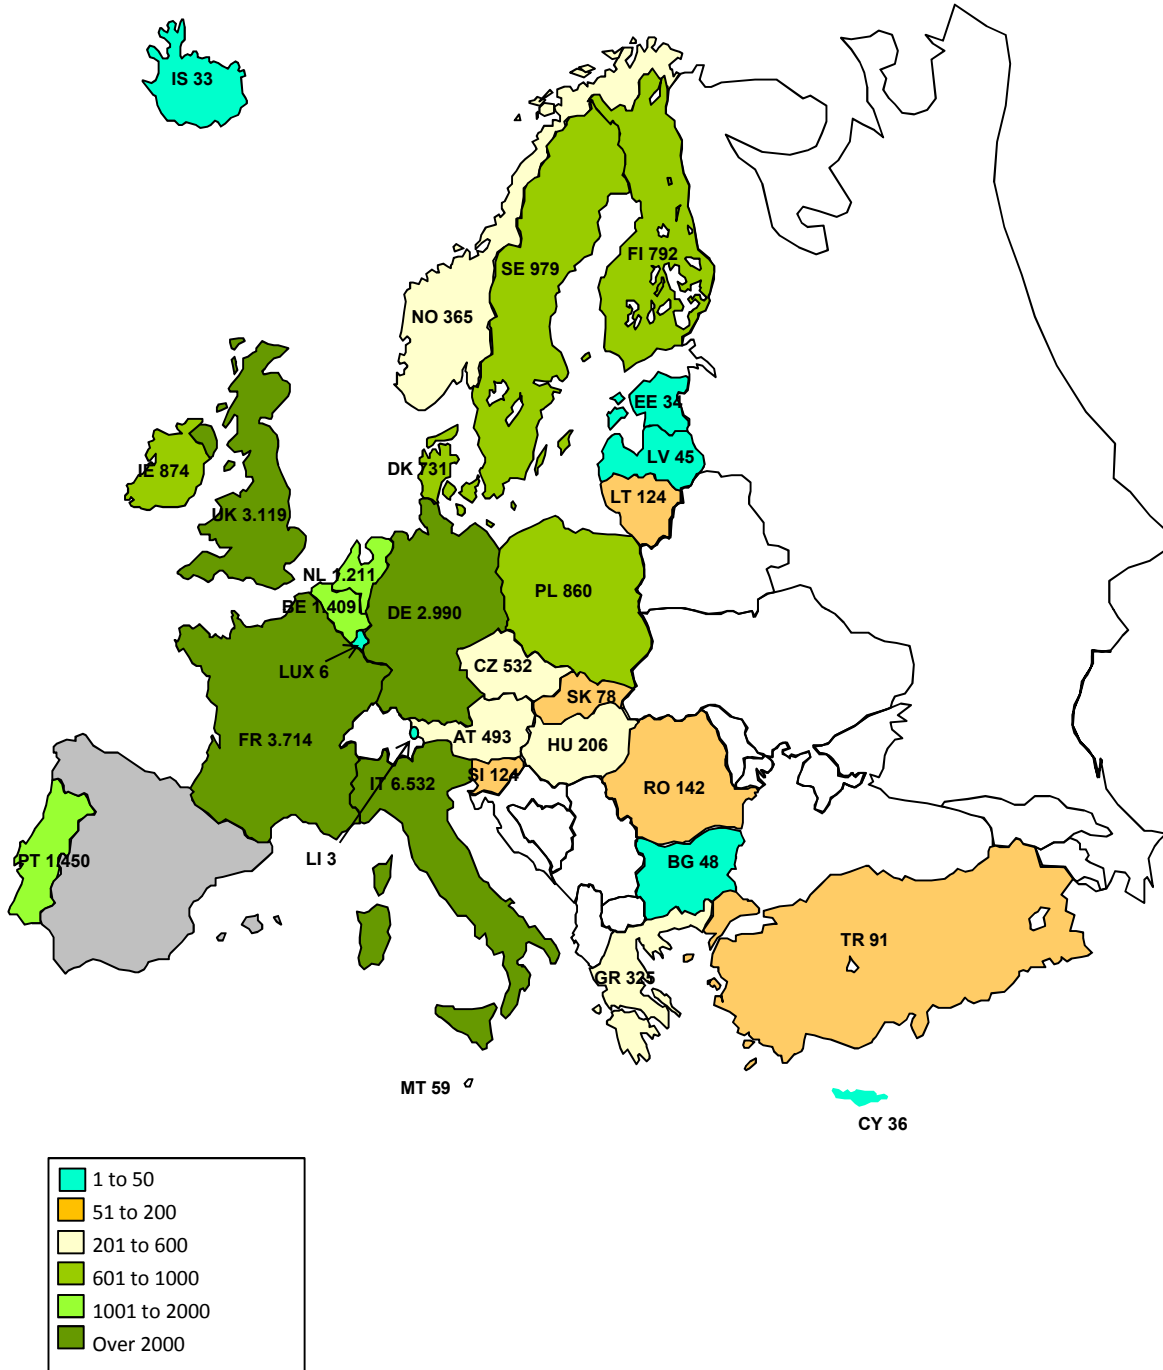 IS 33
SE 979
FI 792
NO 365
EE 34
LV 45
DK 731
IE 874
LT 124
UK 3.119
NL 1.211
PL 860
BE 1.409
DE 2.990
LUX 6
CZ 532
SK 78
FR 3.714
AT 493
HU 206
SI 124
IT 6.532
RO 142
LI 3
PT 1.450
BG 48
TR 91
GR 325
MT 59
CY 36
1 to 50
51 to 200
201 to 600
601 to 1000
1001 to 2000
Over 2000